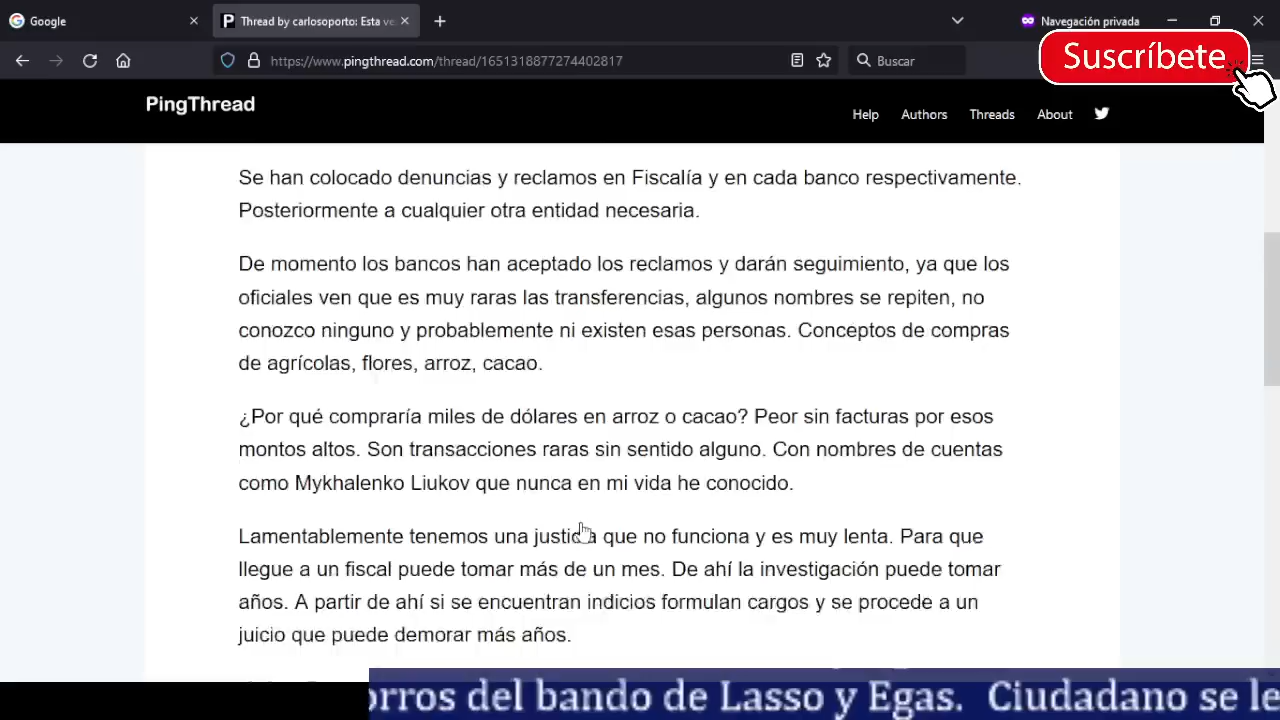 Google
Thread by carlosoporto: Esta ve
Navegación privada
https://www.pingthread.com/thread/1651318877274402817
Buscar
Suscríbete
PingThread
Help
Authors
Threads
About
Se han colocado denuncias y reclamos en Fiscalía y en cada banco respectivamente.
Posteriormente a cualquier otra entidad necesaria.
De momento los bancos han aceptado los reclamos y darán seguimiento, ya que los
oficiales ven que es muy raras las transferencias, algunos nombres se repiten, no
conozco ninguno y probablemente ni existen esas personas. Conceptos de compras
de agrícolas, flores, arroz, cacao.
¿Por qué compraría miles de dólares en arroz o cacao? Peor sin facturas por esos
montos altos. Son transacciones raras sin sentido alguno. Con nombres de cuentas
como Mykhalenko Liukov que nunca en mi vida he conocido.
Lamentablemente tenemos una justicia que no funciona y es muy lenta. Para que
llegue a un fiscal puede tomar más de un mes. De ahí la investigación puede tomar
años. A partir de ahí si se encuentran indicios formulan cargos y se procede a un
juicio que puede demorar más años.
orros del bando de Lasso y Egas. Ciudadano se le